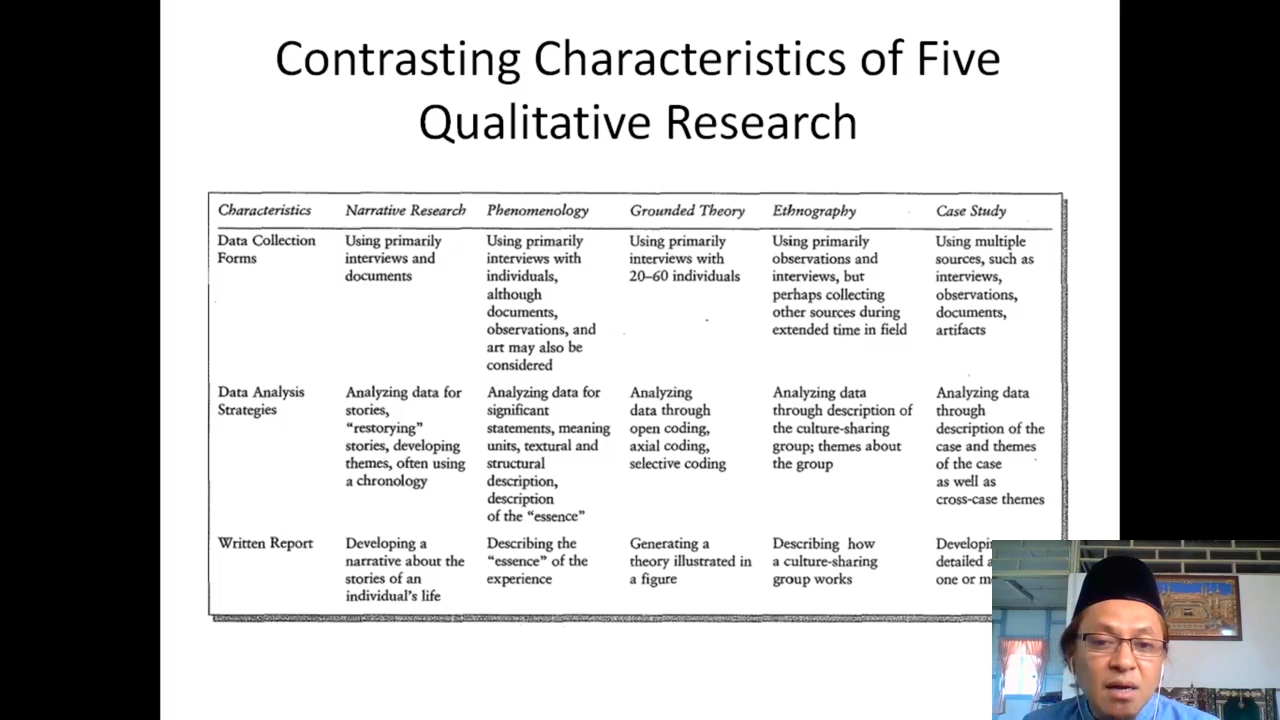 Contrasting Characteristics of Five
Qualitative Research
Characteristics
Narrative Research
Phenomenology
Grounded Theory
Ethnography
Case Study
Data Collection
Forms
Using primarily
interviews and
documents
Using primarily
interviews with
individuals,
although
documents,
observations, and
art may also be
considered
Using primarily
interviews with
20–60 individuals
Using primarily
observations and
interviews, but
perhaps collecting
other sources during
extended time in field
Using multiple
sources, such as
interviews,
observations,
documents,
artifacts
Data Analysis
Strategies
Analyzing data for
stories,
“restorying”
stories, developing
themes, often using
a chronology
Analyzing data for
significant
statements, meaning
units, textural and
structural
description,
description
of the “essence”
Analyzing
data through
open coding,
axial coding,
selective coding
Analyzing data
through description of
the culture-sharing
group; themes about
the group
Analyzing data
through
description of the
case and themes
of the case
as well as
cross-case themes
Written Report
Developing a
narrative about the
stories of an
individual’s life
Describing the
“essence” of the
experience
Generating a
theory illustrated in
a figure
Describing how
a culture-sharing
group works
detailed
one or